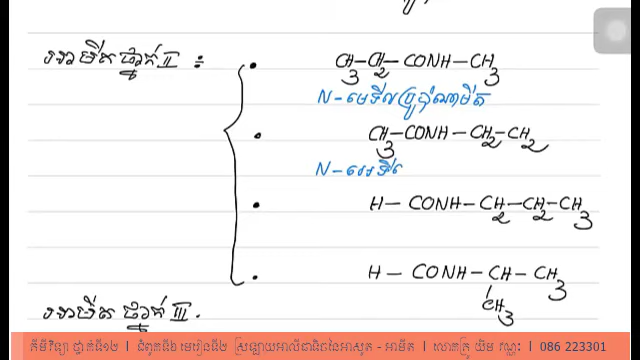 អាមីតថ្នាក់ II ៖
• CH3–CH2–CONH–CH3
N-មេទីលប្រូប៉ាណាមីត
• CH3–CONH–CH2–CH2
N-អេទី
• H–CONH–CH2–CH2–CH3
• H–CONH–CH–CH3
CH3
អាមីតថ្នាក់ III.
គីមីវិទ្យា ថ្នាក់ទី១២ | ជំពូកទី៦ មេរៀនទី២ ស្រឡាយអាលីផាទិចនៃអាសូត - អាមីត | លោកគ្រូ យឹម វណ្ណៈ | 086 223301